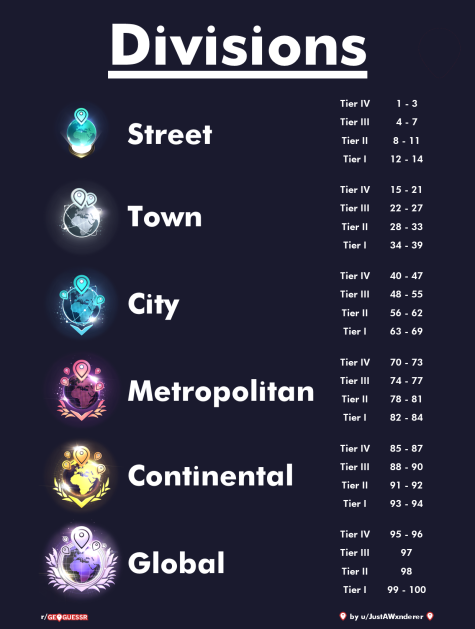 Divisions
Street
Tier IV 1 - 3
Tier III 4 - 7
Tier II 8 - 11
Tier I 12 - 14
Town
Tier IV 15 - 21
Tier III 22 - 27
Tier II 28 - 33
Tier I 34 - 39
City
Tier IV 40 - 47
Tier III 48 - 55
Tier II 56 - 62
Tier I 63 - 69
Metropolitan
Tier IV 70 - 73
Tier III 74 - 77
Tier II 78 - 81
Tier I 82 - 84
Continental
Tier IV 85 - 87
Tier III 88 - 90
Tier II 91 - 92
Tier I 93 - 94
Global
Tier IV 95 - 96
Tier III 97
Tier II 98
Tier I 99 - 100
r/GEOGUESSR
by u/JustAWxnderer